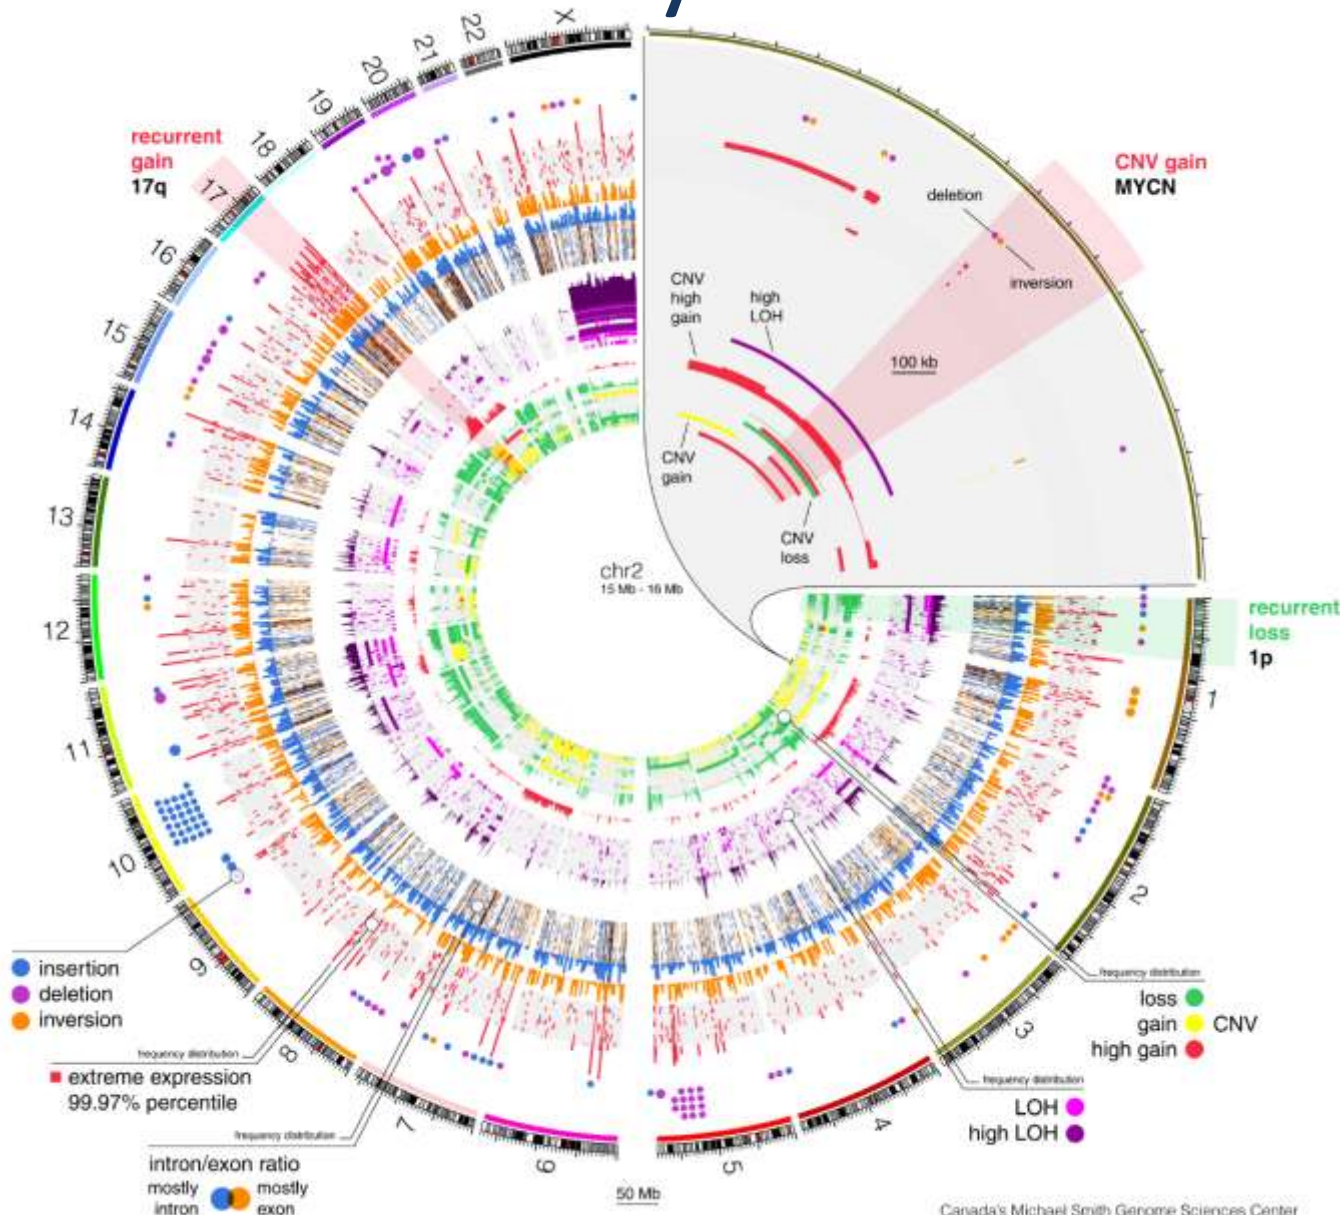 X
22
21
20
19
18
17
16
15
14
13
12
11
10
9
8
7
6
5
4
3
2
1
recurrent
gain
17q
CNV gain
MYCN
deletion
inversion
CNV
high
gain
high
LOH
100 kb
CNV
gain
CNV
loss
chr2
15 Mb - 16 Mb
recurrent
loss
1p
insertion
deletion
inversion
frequency distribution
extreme expression
99.97% percentile
frequency distribution
intron/exon ratio
mostly
intron
mostly
exon
50 Mb
frequency distribution
loss
gain
CNV
high gain
frequency distribution
LOH
high LOH
Canada's Michael Smith Genome Sciences Center